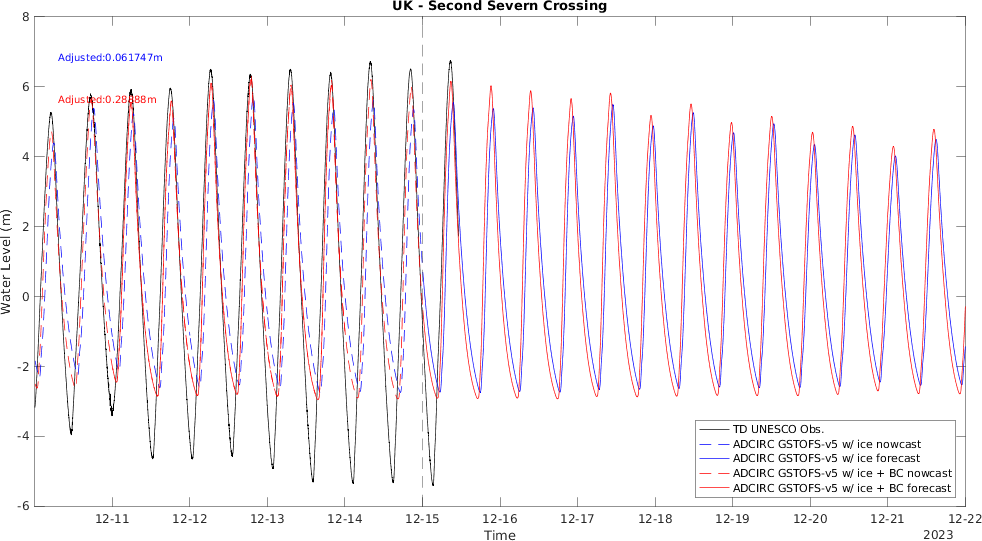 UK - Second Severn Crossing
8
6
4
2
0
-2
-4
-6
Water Level (m)
Adjusted:0.061747m
TD UNESCO Obs.
ADCIRC GSTOFS-v5 w/ ice nowcast
ADCIRC GSTOFS-v5 w/ ice forecast
ADCIRC GSTOFS-v5 w/ ice + BC nowcast
ADCIRC GSTOFS-v5 w/ ice + BC forecast
12-11
12-12
12-13
12-14
12-15
12-16
12-17
12-18
12-19
12-20
12-21
12-22
Time
2023